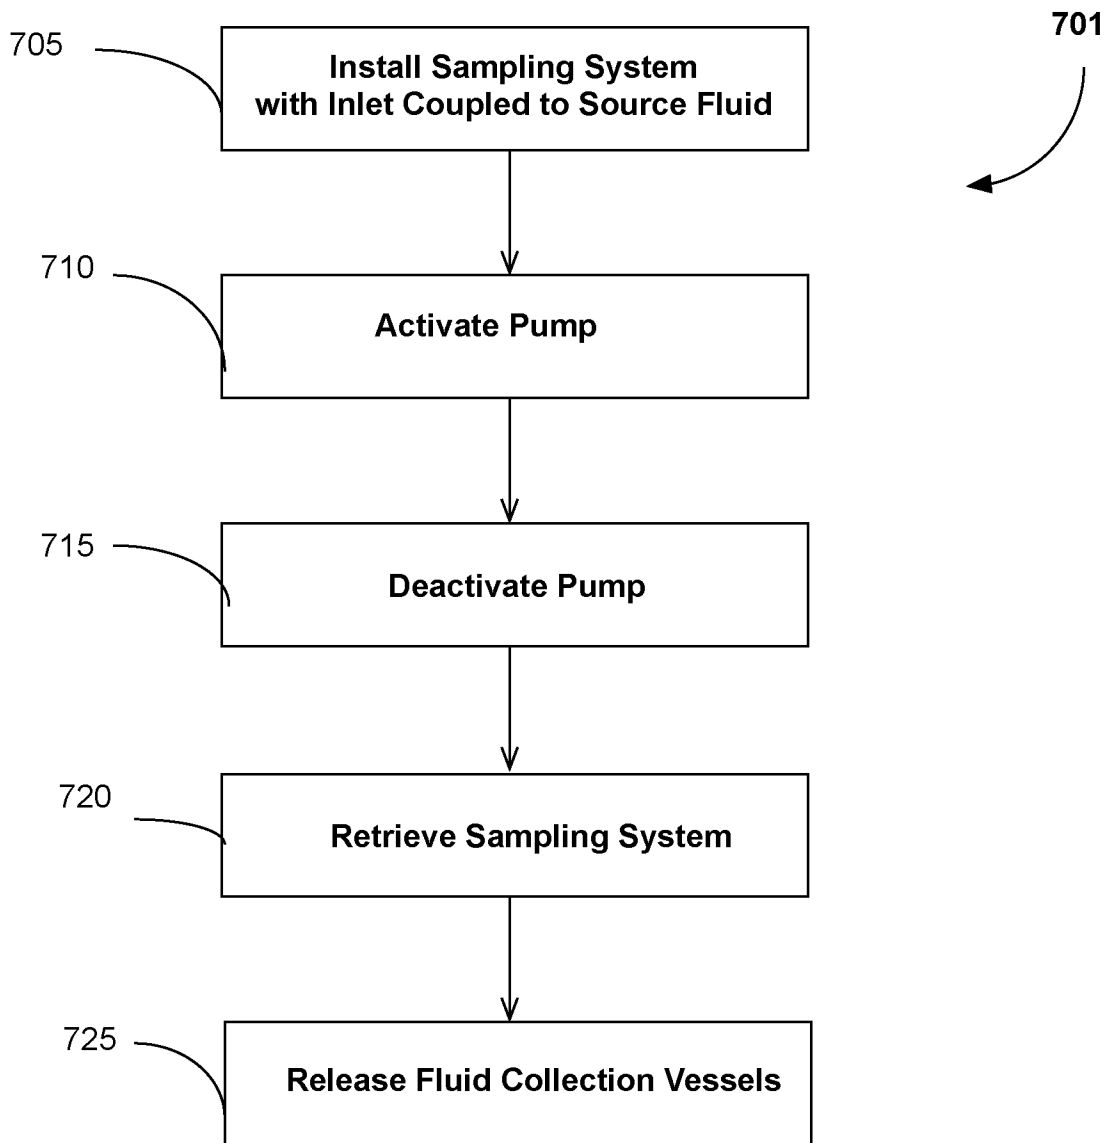 701
705
Install Sampling System
with Inlet Coupled to Source Fluid
710
Activate Pump
715
Deactivate Pump
720
Retrieve Sampling System
725
Release Fluid Collection Vessels